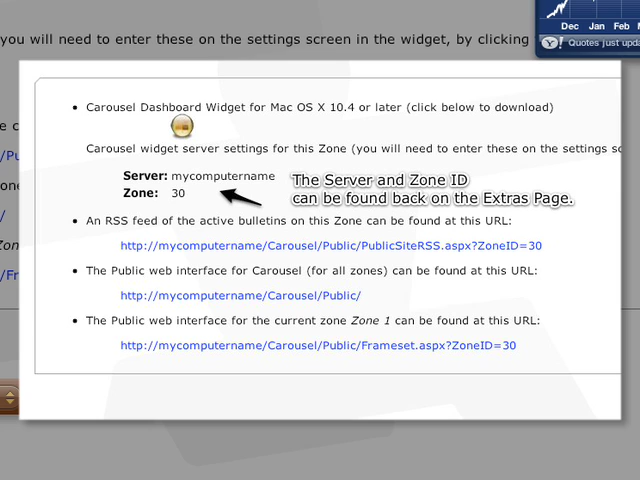 Dec Jan Feb
you will need to enter these on the settings screen in the widget, by clicking
Quotes just upda
• Carousel Dashboard Widget for Mac OS X 10.4 or later (click below to download)
Carousel widget server settings for this Zone (you will need to enter these on the settings sc
Server: mycomputername
Zone: 30
The Server and Zone ID
can be found back on the Extras Page.
• An RSS feed of the active bulletins on this Zone can be found at this URL:
http://mycomputername/Carousel/Public/PublicSiteRSS.aspx?ZoneID=30
• The Public web interface for Carousel (for all zones) can be found at this URL:
http://mycomputername/Carousel/Public/
• The Public web interface for the current zone Zone 1 can be found at this URL:
http://mycomputername/Carousel/Public/Frameset.aspx?ZoneID=30